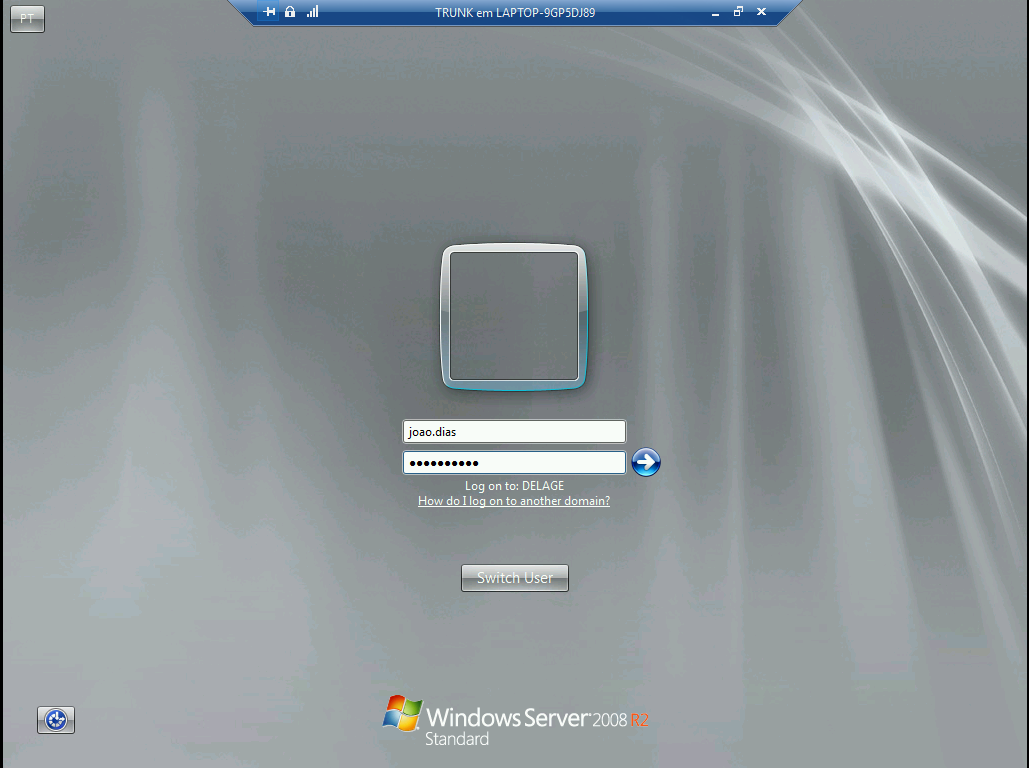 PT
TRUNK em LAPTOP-9GP5DJ89
joao.dias
••••••••••
Log on to: DELAGE
How do I log on to another domain?
Switch User
Windows Server 2008 R2
Standard